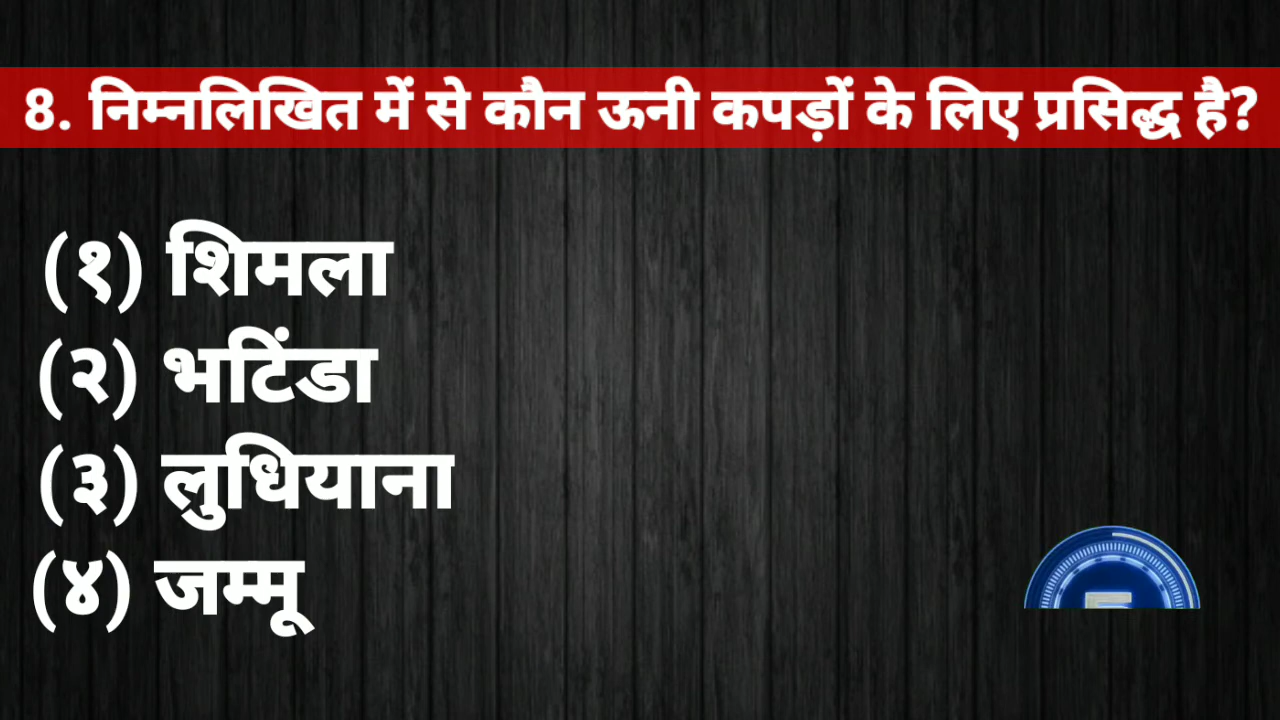 8. निम्नलिखित में से कौन ऊनी कपड़ों के लिए प्रसिद्ध है?
(१) शिमला
(२) भटिंडा
(३) लुधियाना
(४) जम्मू